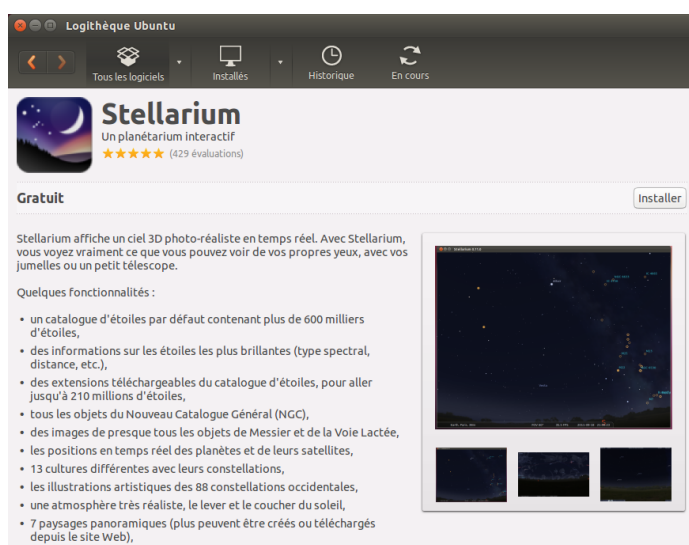 Logithèque Ubuntu
Tous les logiciels
Installés
Historique
En cours
Stellarium
Un planétarium interactif
(429 évaluations)
Gratuit
Installer
Stellarium affiche un ciel 3D photo-réaliste en temps réel. Avec Stellarium,
vous voyez vraiment ce que vous pouvez voir de vos propres yeux, avec vos
jumelles ou un petit télescope.
Quelques fonctionnalités :
• un catalogue d'étoiles par défaut contenant plus de 600 milliers
d'étoiles,
• des informations sur les étoiles les plus brillantes (type spectral,
distance, etc.),
• des extensions téléchargeables du catalogue d'étoiles, pour aller
jusqu'à 210 millions d'étoiles,
• tous les objets du Nouveau Catalogue Général (NGC),
• des images de presque tous les objets de Messier et de la Voie Lactée,
• les positions en temps réel des planètes et de leurs satellites,
• 13 cultures différentes avec leurs constellations,
• les illustrations artistiques des 88 constellations occidentales,
• une atmosphère très réaliste, le lever et le coucher du soleil,
• 7 paysages panoramiques (plus peuvent être créés ou téléchargés
depuis le site Web),